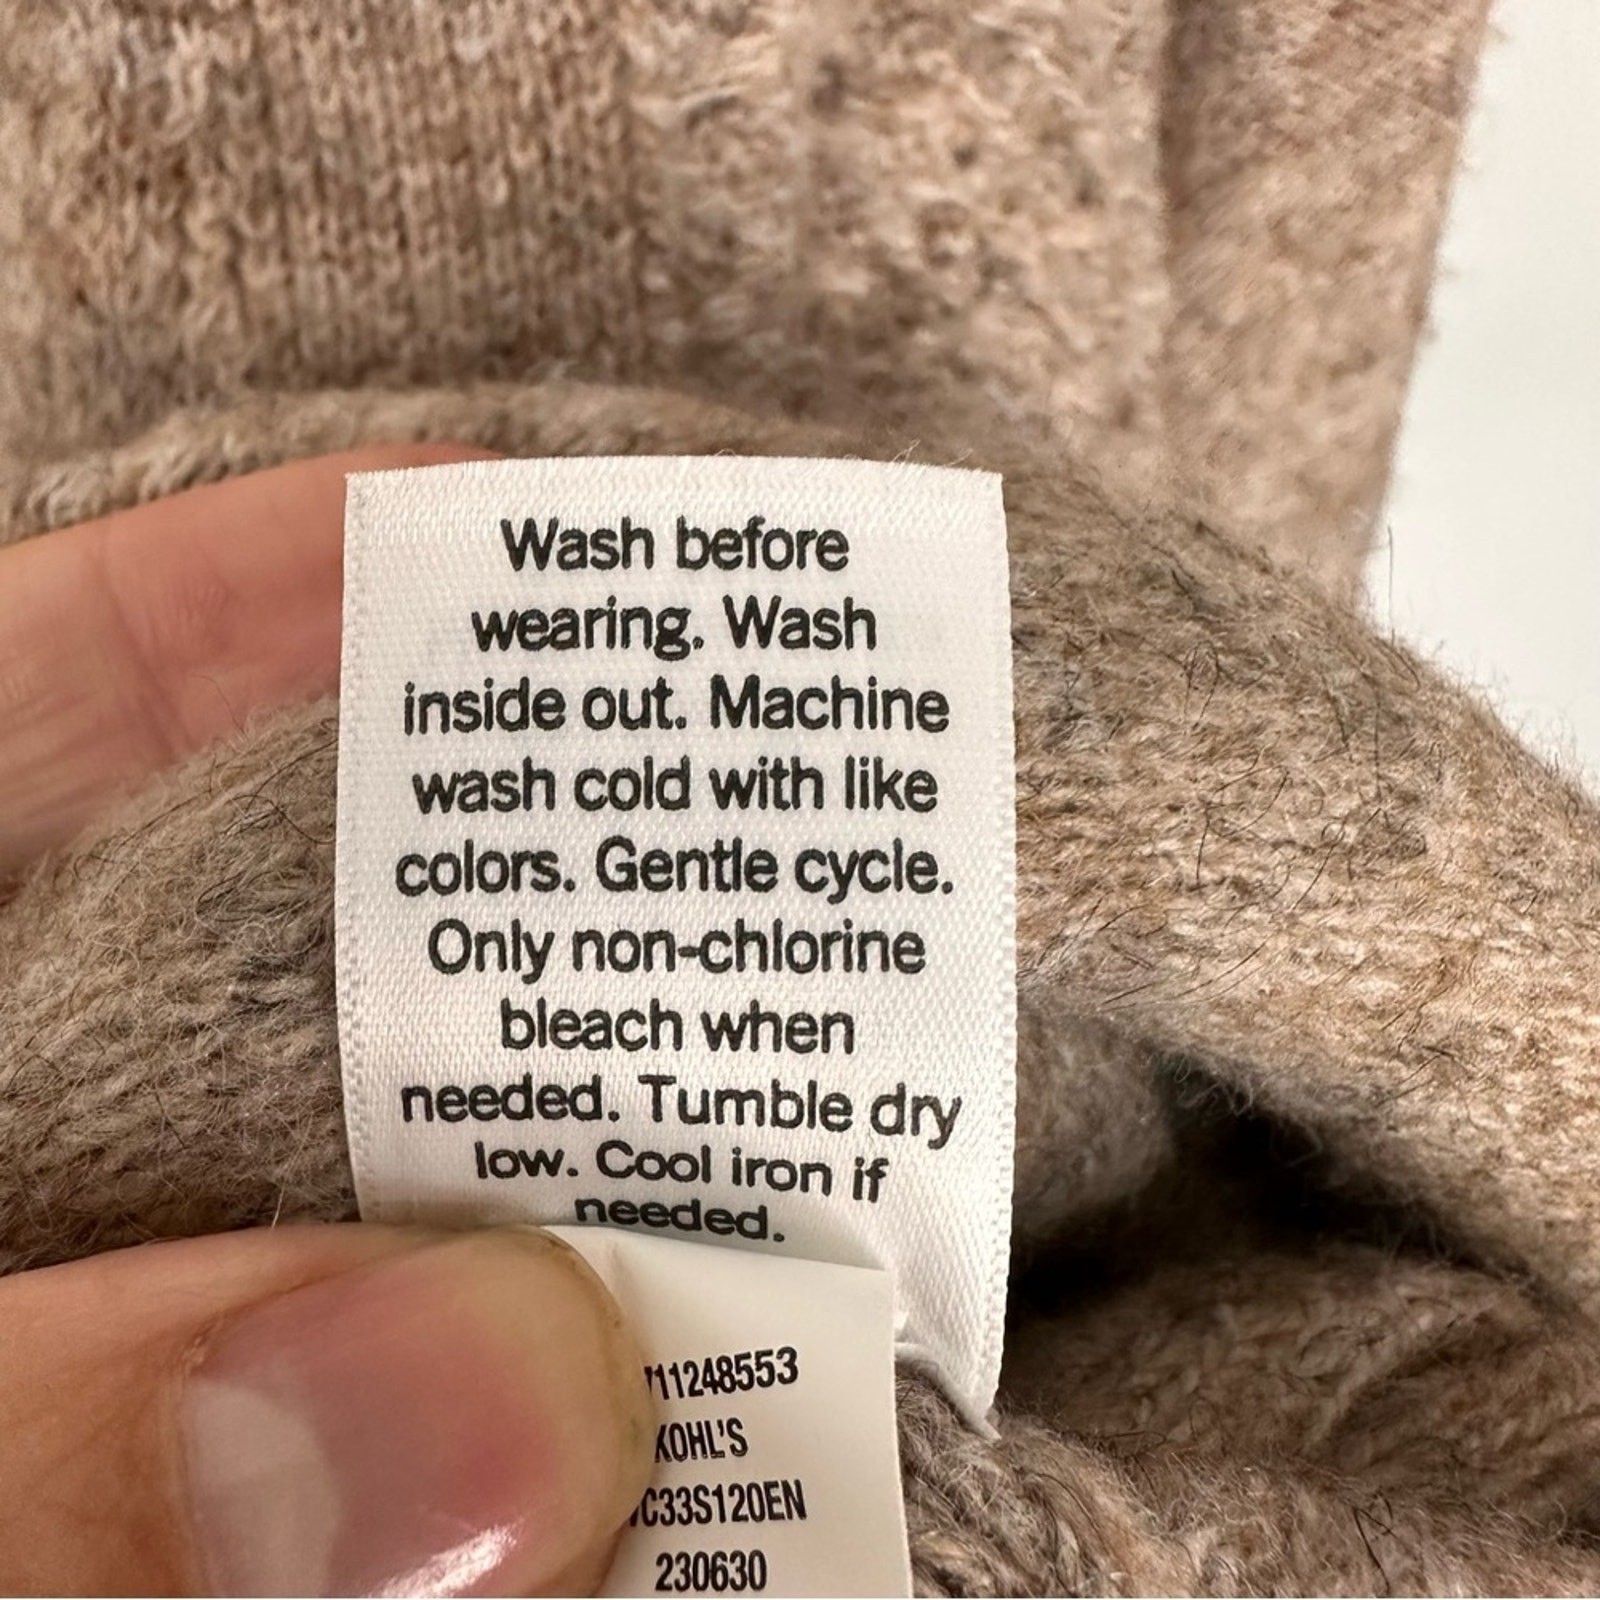 Wash before
wearing. Wash
inside out. Machine
wash cold with like
colors. Gentle cycle.
Only non-chlorine
bleach when
needed. Tumble dry
low. Cool iron if
needed.
711248553
KOHL'S
C33S120EN
230630